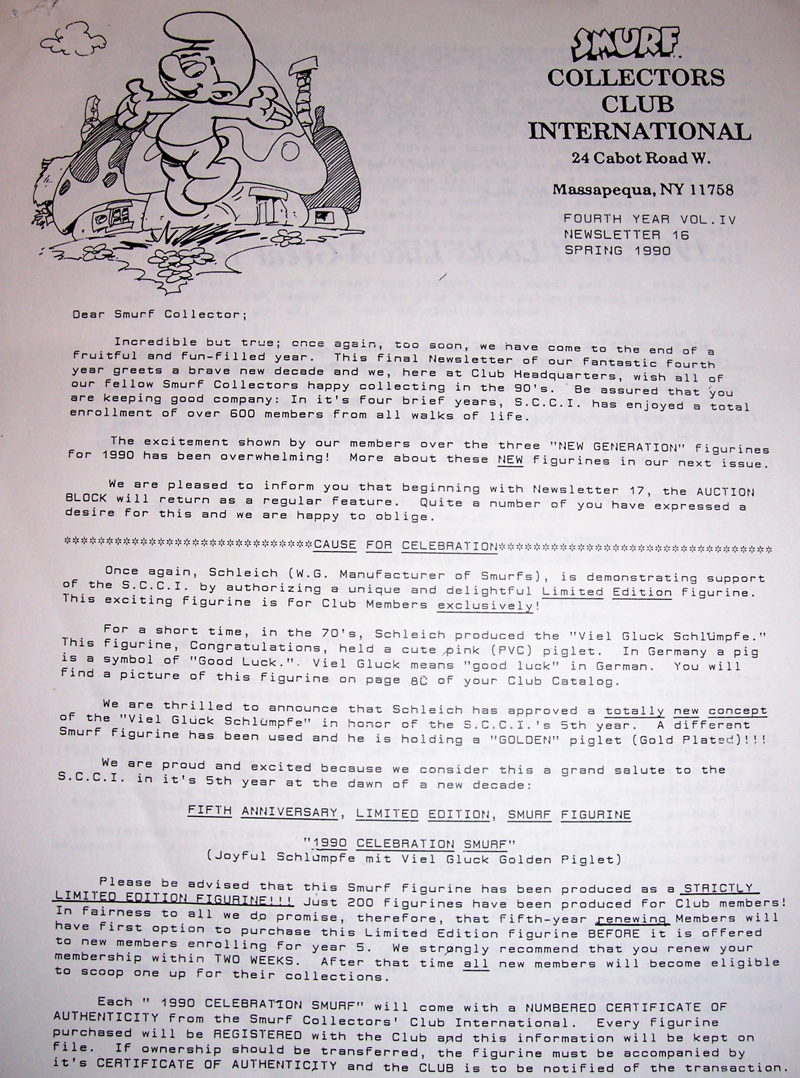 SMURF
COLLECTORS
CLUB
INTERNATIONAL
24 Cabot Road W.
Massapequa, NY 11758
FOURTH YEAR VOL.IV
NEWSLETTER 16
SPRING 1990
Dear Smurf Collector;
Incredible but true; once again, too soon, we have come to the end of a
fruitful and fun-filled year. This final Newsletter of our fantastic fourth
year greets a brave new decade and we, here at Club Headquarters, wish all of
our fellow Smurf Collectors happy collecting in the 90's. Be assured that you
are keeping good company: In it's four brief years, S.C.C.I. has enjoyed a total
enrollment of over 600 members from all walks of life.
The excitement shown by our members over the three "NEW GENERATION" figurines
for 1990 has been overwhelming! More about these NEW figurines in our next issue.
We are pleased to inform you that beginning with Newsletter 17, the AUCTION
BLOCK will return as a regular feature. Quite a number of you have expressed a
desire for this and we are happy to oblige.
****************************CAUSE FOR CELEBRATION*******************************
Once again, Schleich (W.G. Manufacturer of Smurfs), is demonstrating support
of the S.C.C.I. by authorizing a unique and delightful Limited Edition figurine.
This exciting figurine is for Club Members exclusively!
For a short time, in the 70's, Schleich produced the "Viel Gluck Schlümpfe."
This figurine, Congratulations, held a cute pink (PVC) piglet. In Germany a pig
is a symbol of "Good Luck.". Viel Gluck means "good luck" in German. You will
find a picture of this figurine on page 8C of your Club Catalog.
We are thrilled to announce that Schleich has approved a totally new concept
of the "Viel Gluck Schlümpfe" in honor of the S.C.C.I.'s 5th year. A different
Smurf figurine has been used and he is holding a "GOLDEN" piglet (Gold Plated)!!!
We are proud and excited because we consider this a grand salute to the
S.C.C.I. in it's 5th year at the dawn of a new decade:
FIFTH ANNIVERSARY, LIMITED EDITION, SMURF FIGURINE
"1990 CELEBRATION SMURF"
(Joyful Schlümpfe mit Viel Gluck Golden Piglet)
Please be advised that this Smurf figurine has been produced as a STRICTLY
LIMITED EDITION FIGURINE!!! Just 200 figurines have been produced for Club members!
In fairness to all we do promise, therefore, that fifth-year renewing Members will
have first option to purchase this Limited Edition figurine BEFORE it is offered
to new members enrolling for year 5. We strongly recommend that you renew your
membership within TWO WEEKS. After that time all new members will become eligible
to scoop one up for their collections.
Each " 1990 CELEBRATION SMURF" will come with a NUMBERED CERTIFICATE OF
AUTHENTICITY from the Smurf Collectors' Club International. Every figurine
purchased will be REGISTERED with the Club and this information will be kept on
file. If ownership should be transferred, the figurine must be accompanied by
it's CERTIFICATE OF AUTHENTICITY and the CLUB is to be notified of the transaction.